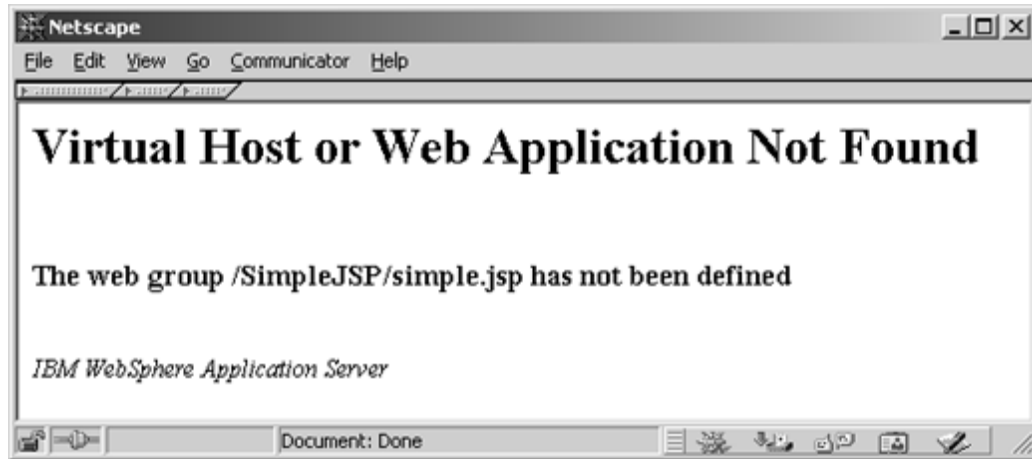 Netscape
File Edit View Go Communicator Help
Virtual Host or Web Application Not Found
The web group /SimpleJSP/simple.jsp has not been defined
IBM WebSphere Application Server
Document: Done